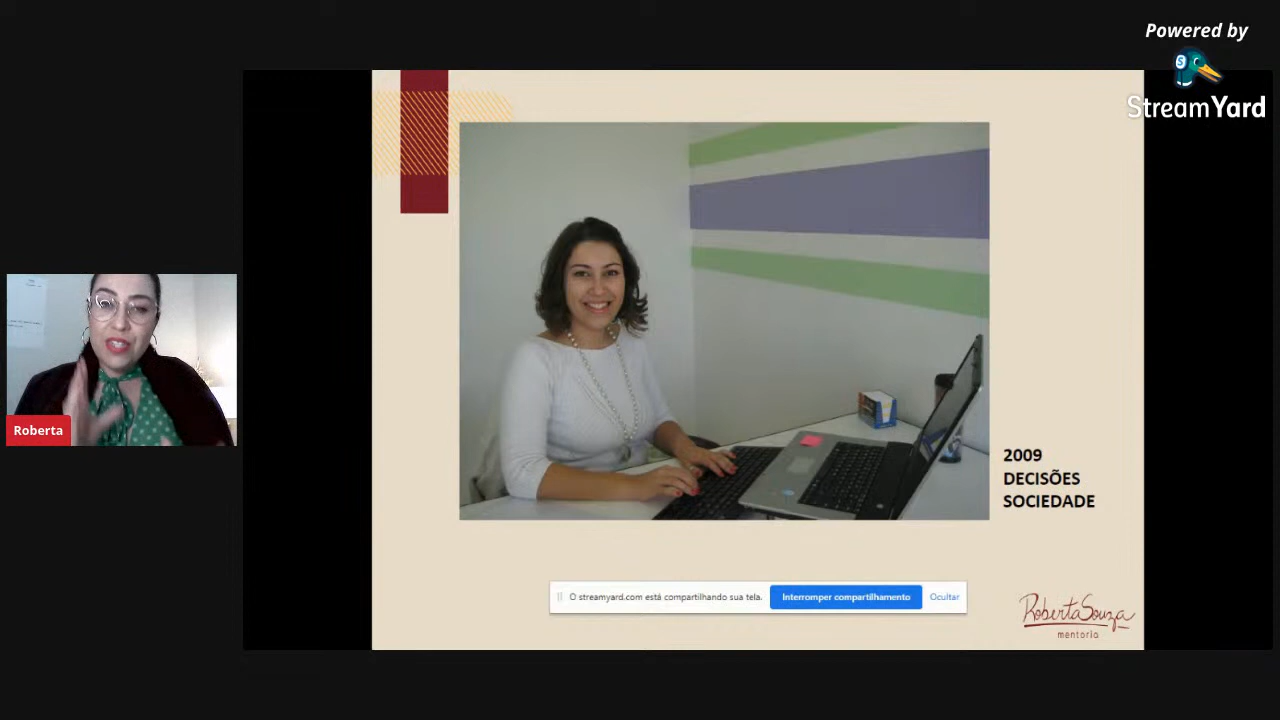 Powered by
StreamYard
Roberta
2009
DECISÕES
SOCIEDADE
O streamyard.com está compartilhando sua tela.
Interromper compartilhamento
Ocultar
Roberta Souza
mentoria